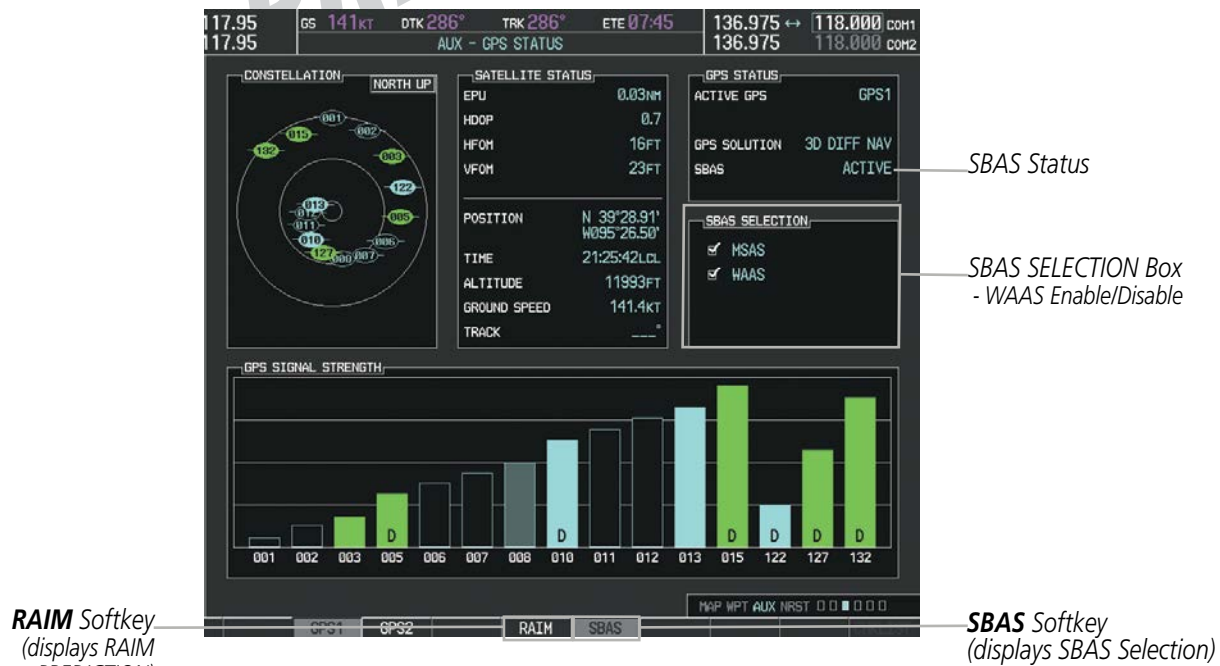 117.95 GS 141KT DTK 286° TRK 286° ETE 07:45 136.975 ↔ 118.000 COM1
117.95 AUX - GPS STATUS 136.975 118.000 COM2
CONSTELLATION
NORTH UP
001
002
015
132
003
122
013
012
005
011
010
006
127 008 007
SATELLITE STATUS
EPU 0.03NM
HDOP 0.7
HFOM 16FT
VFOM 23FT
POSITION N 39°28.91'
W095°26.50'
TIME 21:25:42LCL
ALTITUDE 11993FT
GROUND SPEED 141.4KT
TRACK ___°
GPS STATUS
ACTIVE GPS GPS1
GPS SOLUTION 3D DIFF NAV
SBAS ACTIVE
SBAS Status
SBAS SELECTION
MSAS
WAAS
SBAS SELECTION Box
- WAAS Enable/Disable
GPS SIGNAL STRENGTH
D D D D D D
001 002 003 005 006 007 008 010 011 012 013 015 122 127 132
MAP WPT AUX NRST
GPS1 GPS2 RAIM SBAS
RAIM Softkey
(displays RAIM
SBAS Softkey
(displays SBAS Selection)